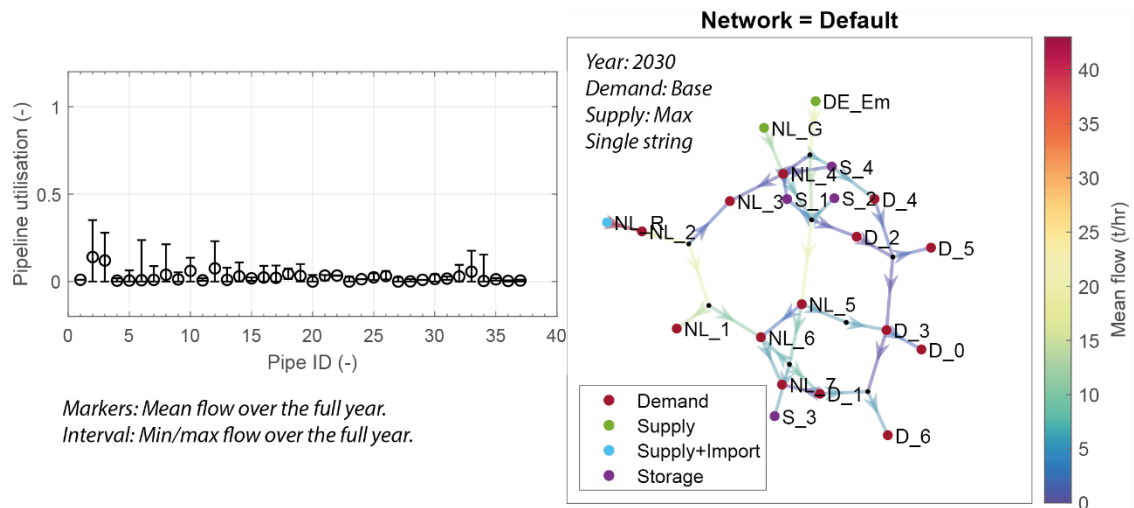 Network = Default
Year: 2030
Demand: Base
Supply: Max
Single string
Pipeline utilisation (-)
1
0.5
0
0 5 10 15 20 25 30 35 40
Pipe ID (-)
Markers: Mean flow over the full year.
Interval: Min/max flow over the full year.
DE_Em
NL_G
S_4
NL_4
NL_3
S_1
S_2
D_4
NL_R
NL_2
D_2
D_5
NL_1
NL_5
NL_6
D_3
D_0
NL_7
D_1
S_3
D_6
Demand
Supply
Supply+Import
Storage
40
35
30
25
20
15
10
5
0
Mean flow (t/hr)